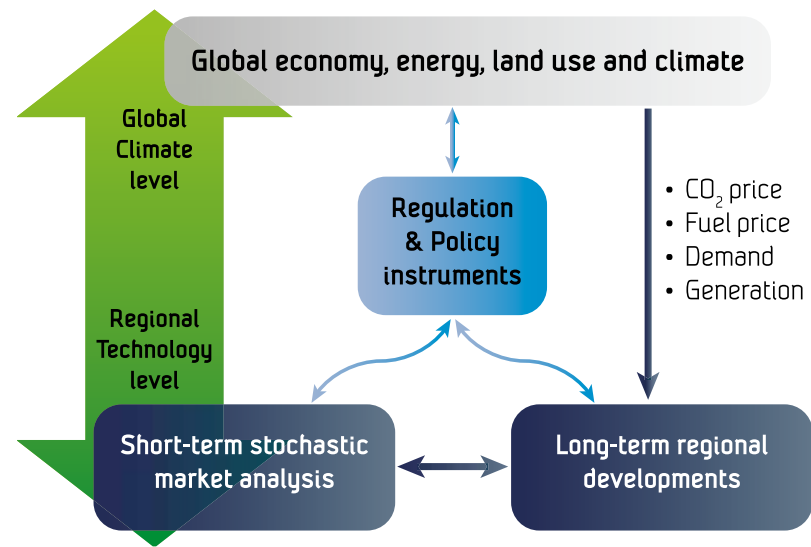 Global economy, energy, land use and climate
Global
Climate
level
Regulation
& Policy
instruments
• CO₂ price
• Fuel price
• Demand
• Generation
Regional
Technology
level
Short-term stochastic
market analysis
Long-term regional
developments